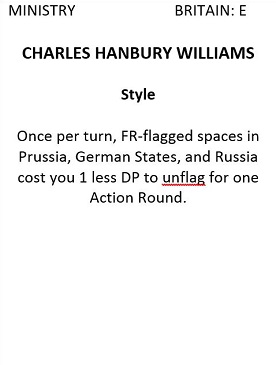 MINISTRY BRITAIN: E
CHARLES HANBURY WILLIAMS
Style
Once per turn, FR-flagged spaces in
Prussia, German States, and Russia
cost you 1 less DP to unflag for one
Action Round.